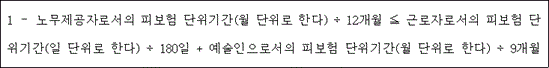 1 - 노무제공자로서의 피보험 단위기간(월 단위로 한다) ÷ 12개월 ≦ 근로자로서의 피보험 단
위기간(일 단위로 한다) ÷ 180일 + 예술인으로서의 피보험 단위기간(월 단위로 한다) ÷ 9개월